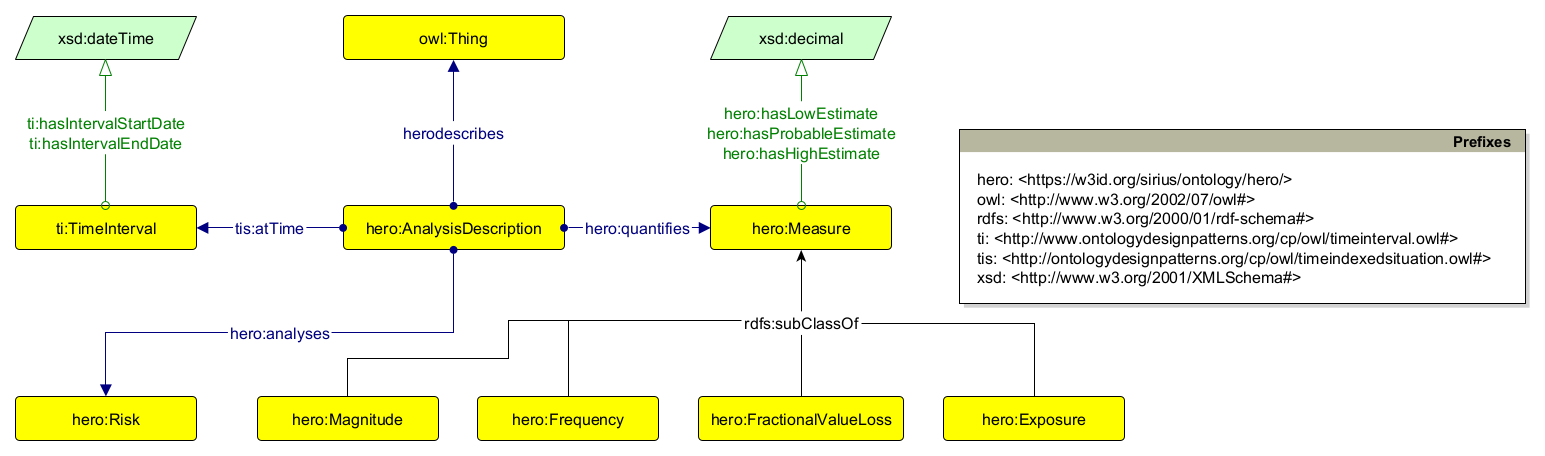 xsd:dateTime
owl:Thing
xsd:decimal
ti:hasIntervalStartDate
ti:hasIntervalEndDate
herodescribes
hero:hasLowEstimate
hero:hasProbableEstimate
hero:hasHighEstimate
ti:TimeInterval
tis:atTime
hero:AnalysisDescription
hero:quantifies
hero:Measure
hero:analyses
rdfs:subClassOf
hero:Risk
hero:Magnitude
hero:Frequency
hero:FractionalValueLoss
hero:Exposure
Prefixes
hero: <https://w3id.org/sirius/ontology/hero/>
owl: <http://www.w3.org/2002/07/owl#>
rdfs: <http://www.w3.org/2000/01/rdf-schema#>
ti: <http://www.ontologydesignpatterns.org/cp/owl/timeinterval.owl#>
tis: <http://ontologydesignpatterns.org/cp/owl/timeindexedsituation.owl#>
xsd: <http://www.w3.org/2001/XMLSchema#>